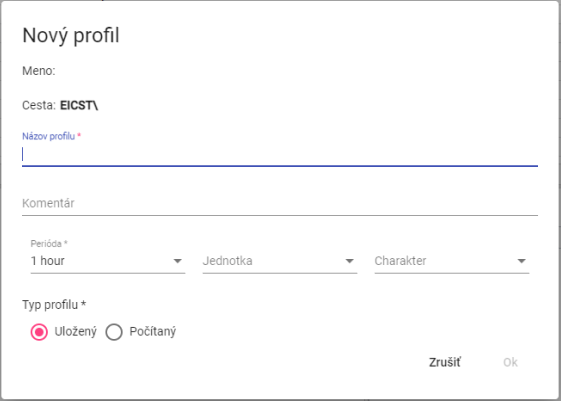 Nový profil
Meno:
Cesta: EICST\
Názov profilu *
Komentár
Perióda *
1 hour Jednotka Charakter
Typ profilu *
Uložený Počítaný
Zrušiť Ok